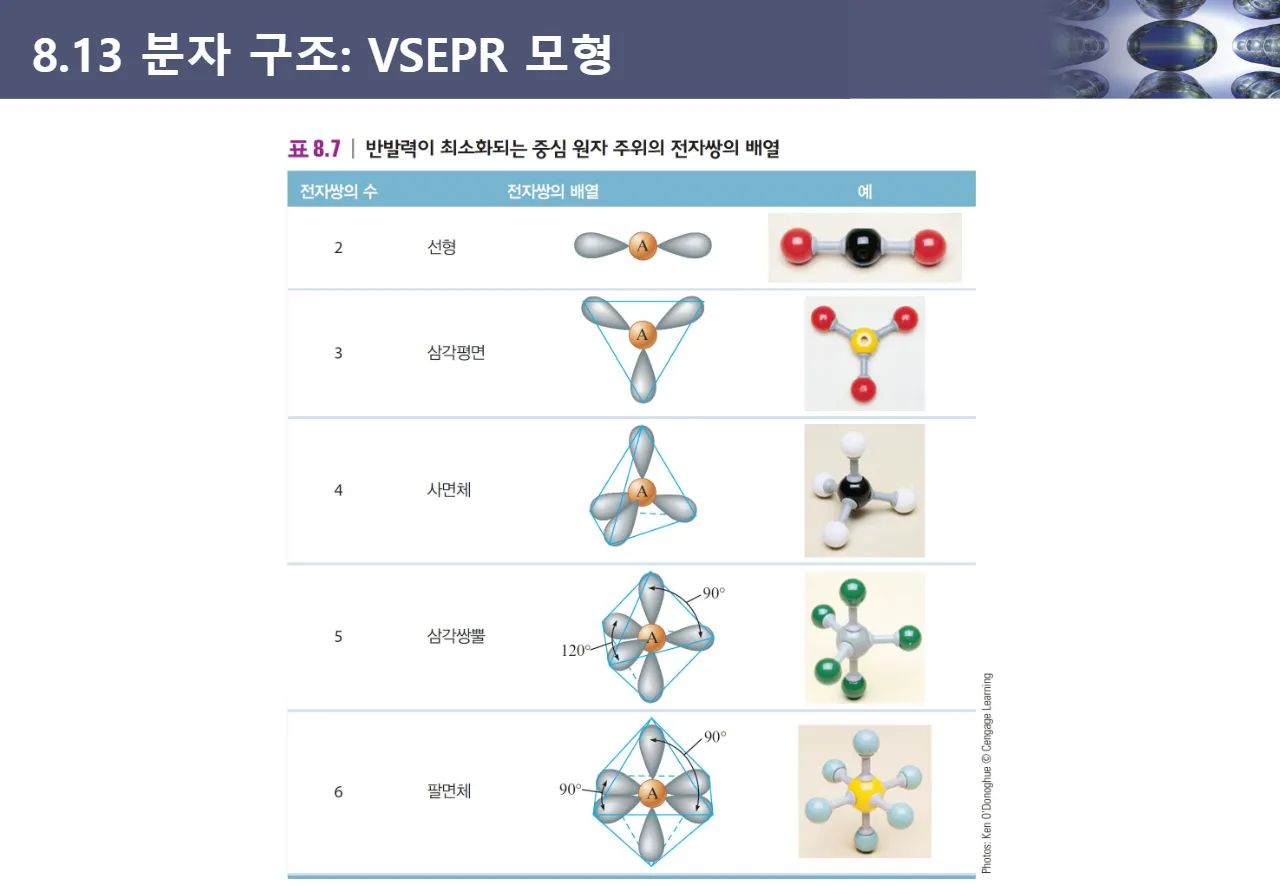 8.13 분자 구조: VSEPR 모형
표 8.7 | 반발력이 최소화되는 중심 원자 주위의 전자쌍의 배열
전자쌍의 수 전자쌍의 배열 예
2 선형 A
3 삼각평면 A
4 사면체 A
5 삼각쌍뿔 A 90° 120°
6 팔면체 A 90° 90°
Photos: Ken O'Donoghue © Cengage Learning